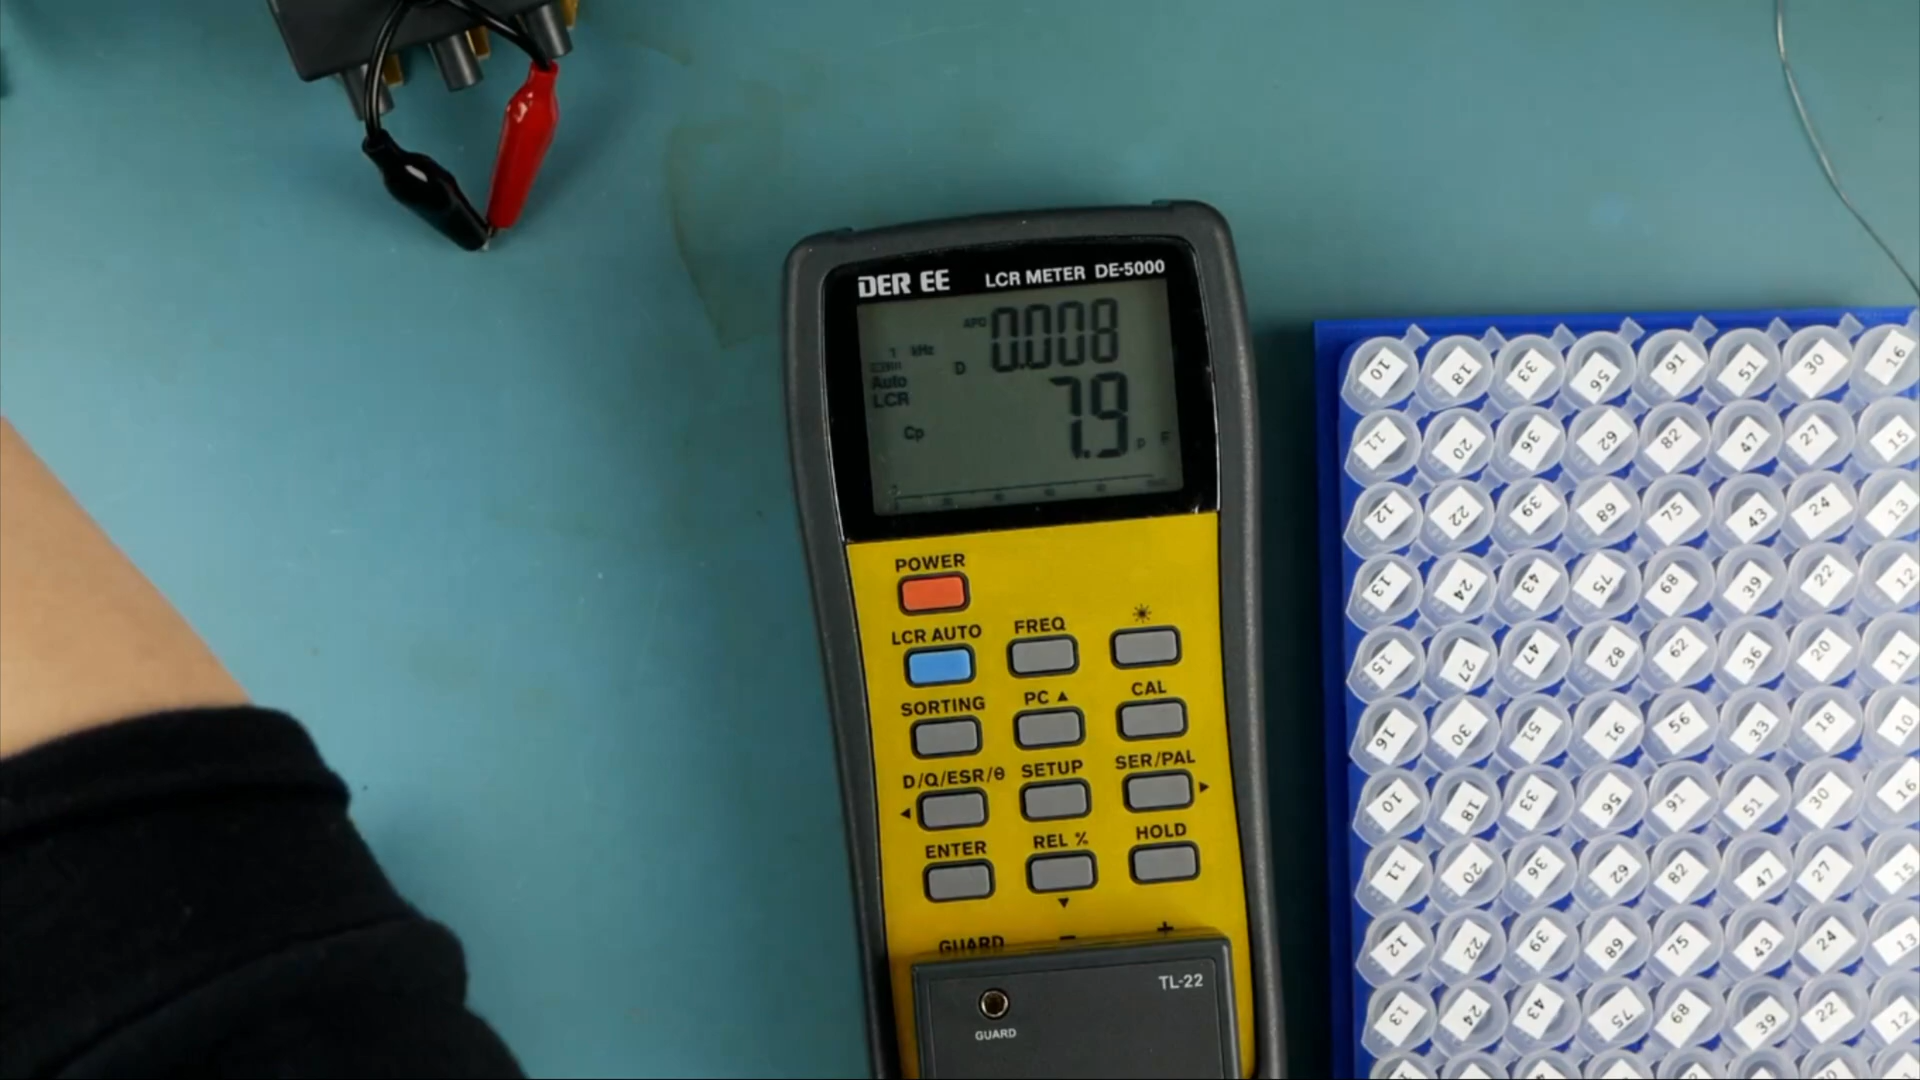 DER EE LCR METER DE-5000
APO 0.008
1 kHz D
Auto
LCR
Cp 7.9 p F
POWER
LCR AUTO FREQ
SORTING PC ▲ CAL
D/Q/ESR/θ SETUP SER/PAL
◀ ▶
ENTER REL % HOLD
▼
GUARD − +
TL-22
GUARD
10 18 33 56 91 51 30 16
11 20 36 62 82 47 27 15
12 22 39 68 75 43 24 13
13 24 43 75 68 39 22 12
15 27 47 82 62 36 20 11
16 30 51 91 56 33 18 10
10 18 33 56 91 51 30 16
11 20 36 62 82 47 27 15
12 22 39 68 75 43 24 13
13 24 43 75 68 39 22 12